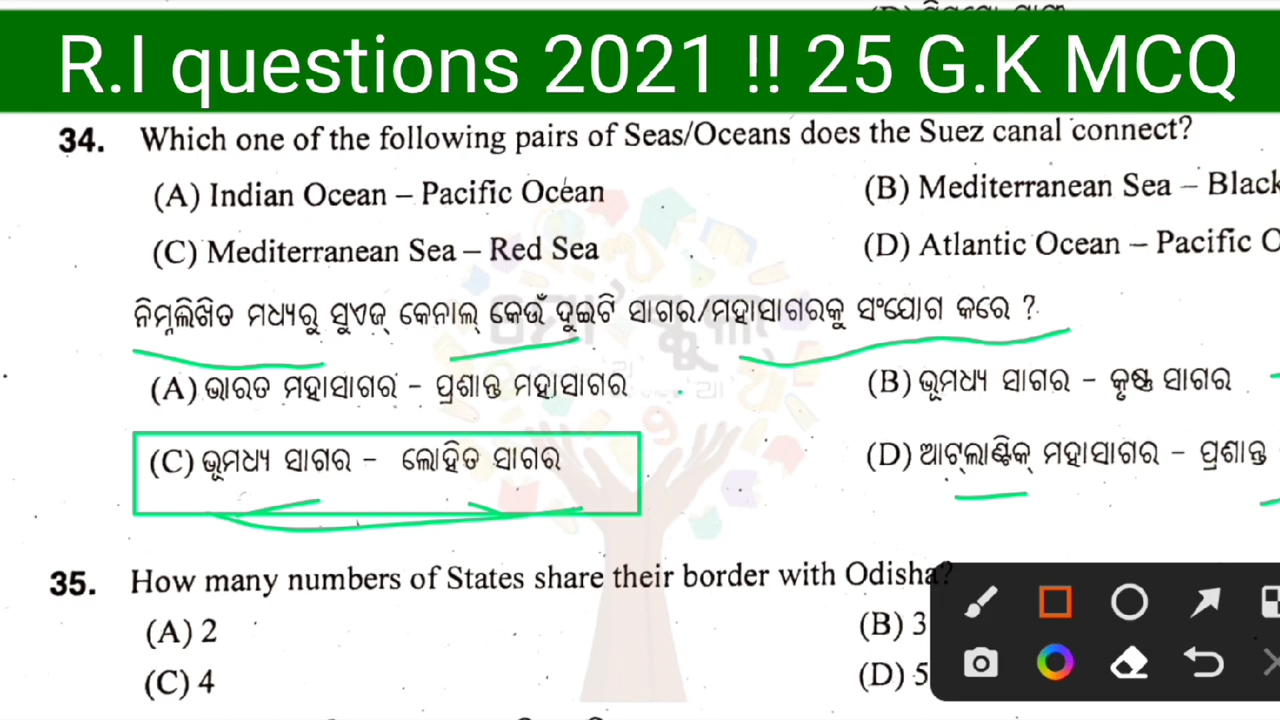 R.I questions 2021 !! 25 G.K MCQ
34. Which one of the following pairs of Seas/Oceans does the Suez canal connect?
(A) Indian Ocean – Pacific Ocean
(B) Mediterranean Sea – Black
(C) Mediterranean Sea – Red Sea
(D) Atlantic Ocean – Pacific O
ନିମ୍ନଲିଖିତ ମଧ୍ୟରୁ ସୁଏଜ୍ କେନାଲ୍ କେଉଁ ଦୁଇଟି ସାଗର/ମହାସାଗରକୁ ସଂଯୋଗ କରେ ?
(A) ଭାରତ ମହାସାଗର – ପ୍ରଶାନ୍ତ ମହାସାଗର
(B) ଭୂମଧ୍ୟ ସାଗର – କୃଷ୍ଣ ସାଗର
(C) ଭୂମଧ୍ୟ ସାଗର – ଲୋହିତ ସାଗର
(D) ଆଟ୍‌ଲାଣ୍ଟିକ୍ ମହାସାଗର – ପ୍ରଶାନ୍ତ
35. How many numbers of States share their border with Odisha?
(A) 2
(B) 3
(C) 4
(D) 5